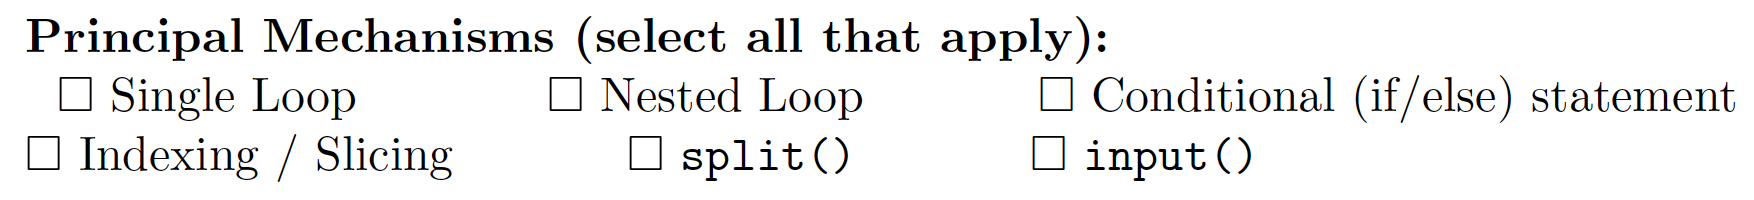 Principal Mechanisms (select all that apply):
☐ Single Loop ☐ Nested Loop ☐ Conditional (if/else) statement
☐ Indexing / Slicing ☐ split() ☐ input()